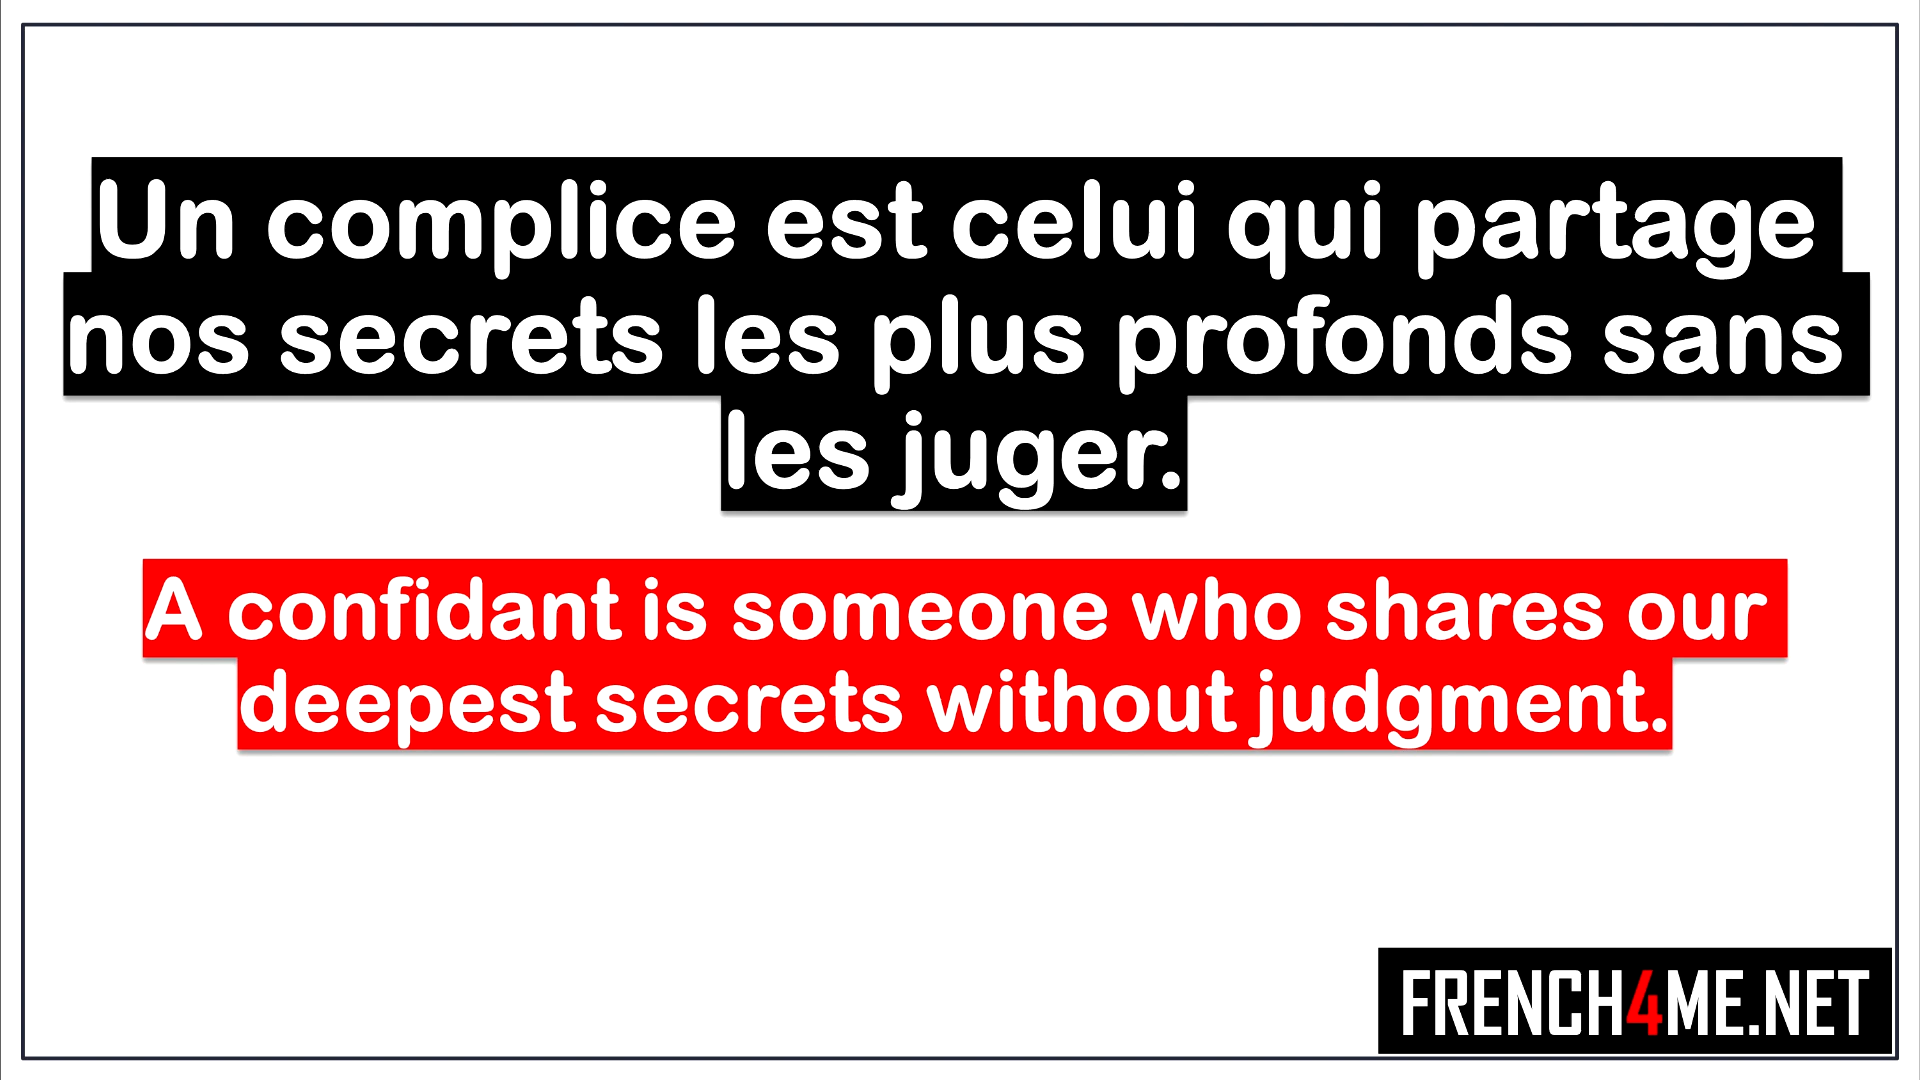 Un complice est celui qui partage
nos secrets les plus profonds sans
les juger.
A confidant is someone who shares our
deepest secrets without judgment.
FRENCH4ME.NET